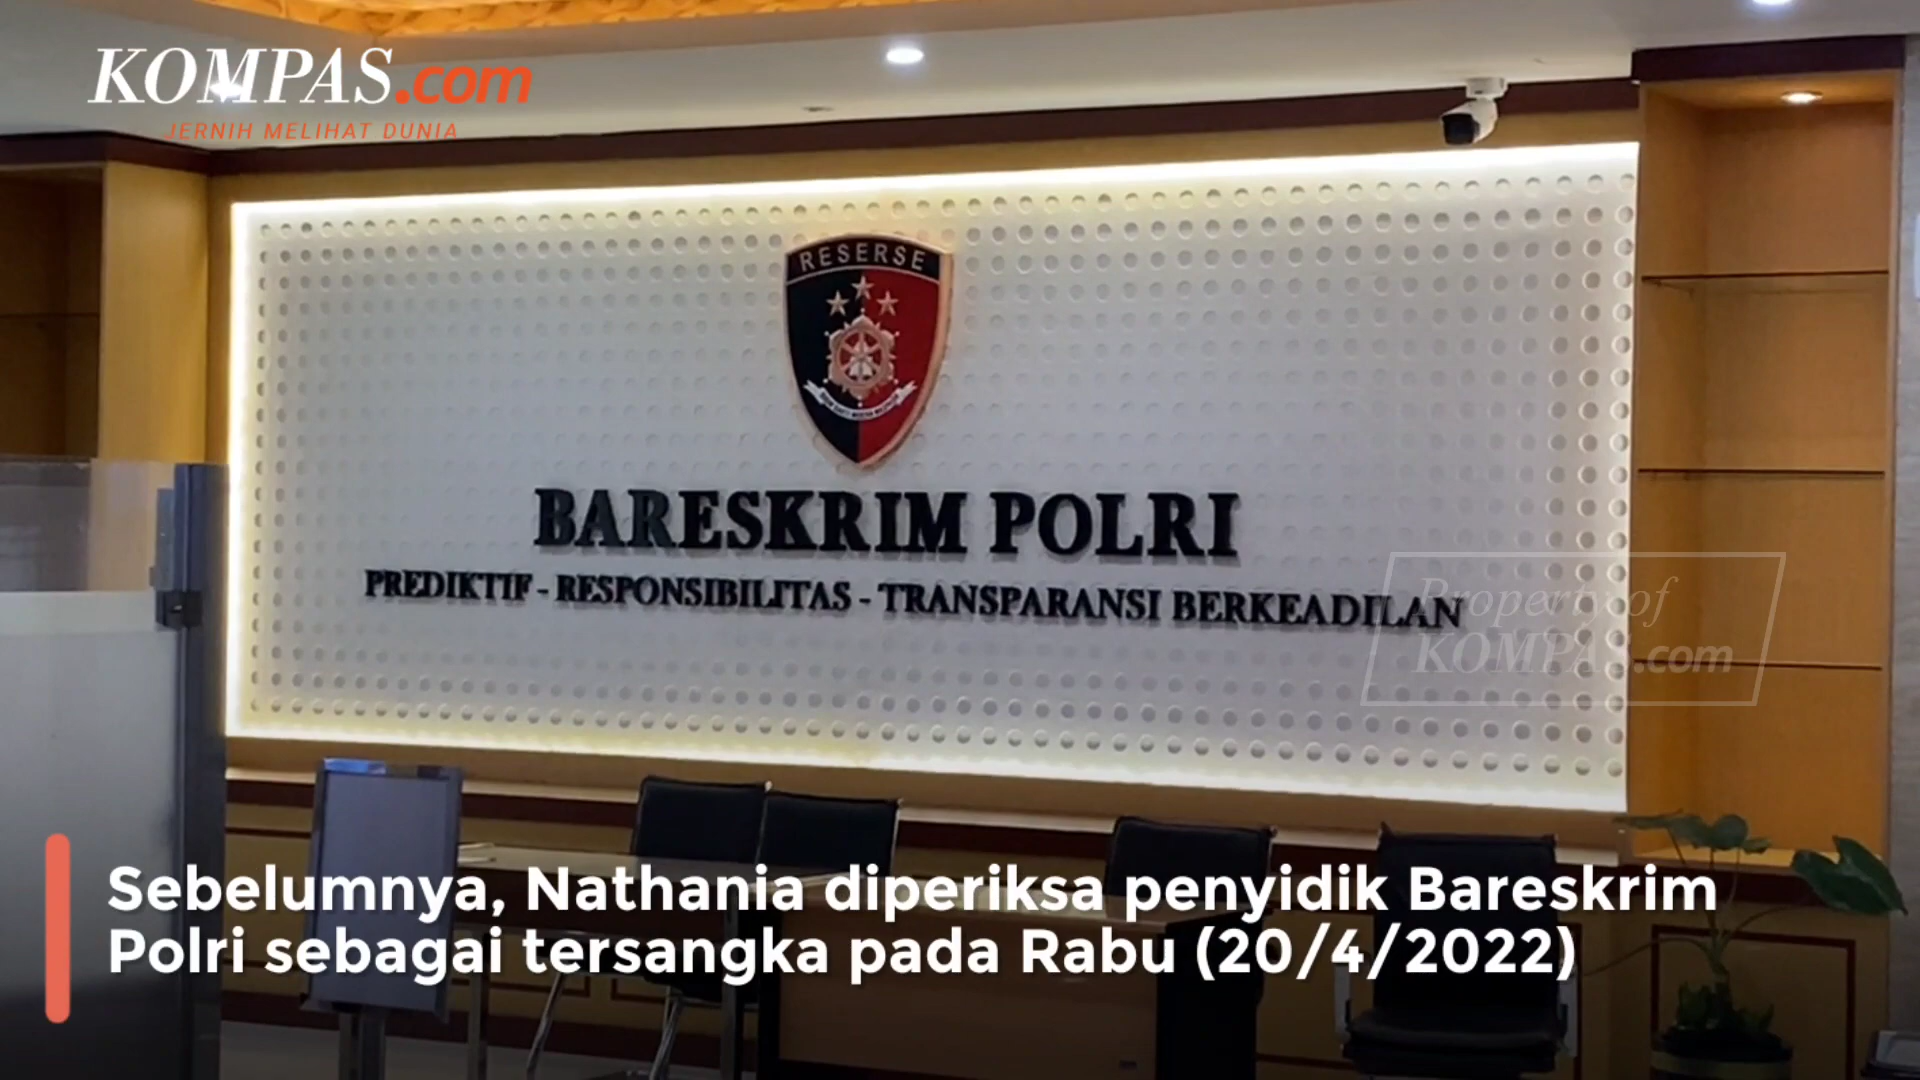 KOMPAS.com
JERNIH MELIHAT DUNIA
RESERSE
BARESKRIM POLRI
PREDIKTIF - RESPONSIBILITAS - TRANSPARANSI BERKEADILAN
Property of
KOMPAS.com
Sebelumnya, Nathania diperiksa penyidik Bareskrim
Polri sebagai tersangka pada Rabu (20/4/2022)